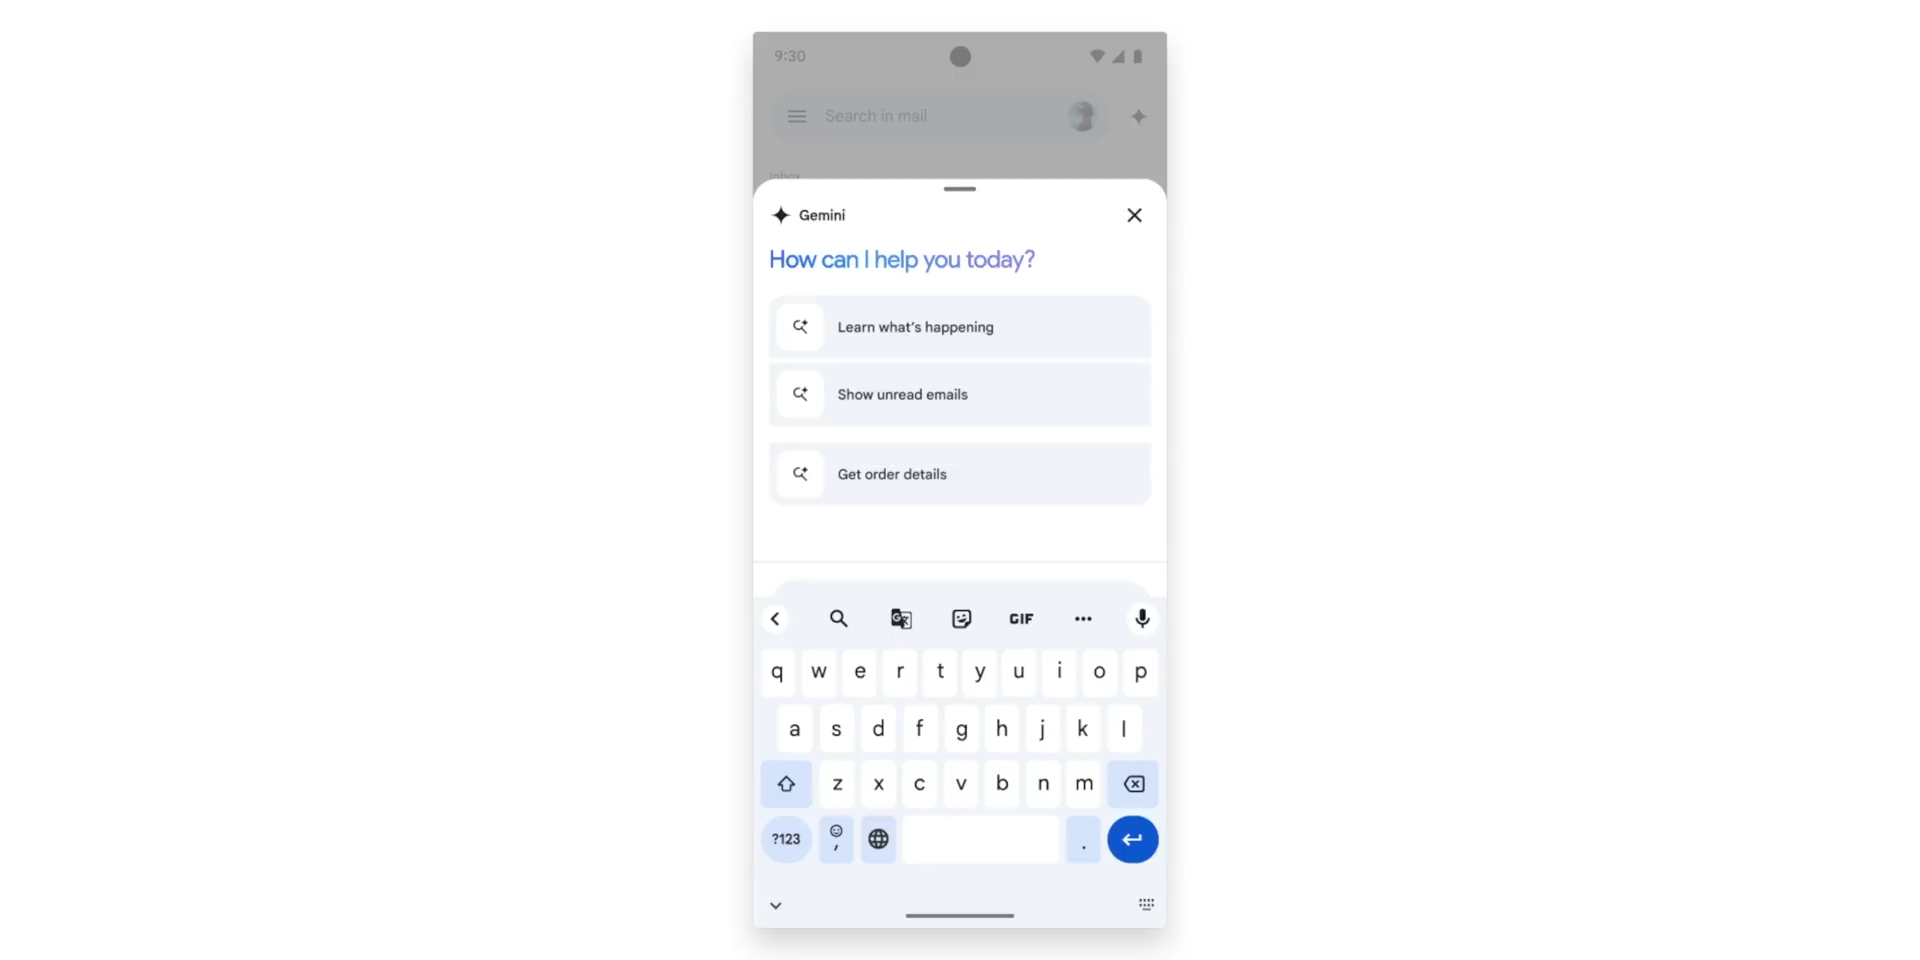 9:30
Search in mail
Inbox
Gemini
How can I help you today?
Learn what's happening
Show unread emails
Get order details
GIF
q w e r t y u i o p
a s d f g h j k l
z x c v b n m
?123 , .